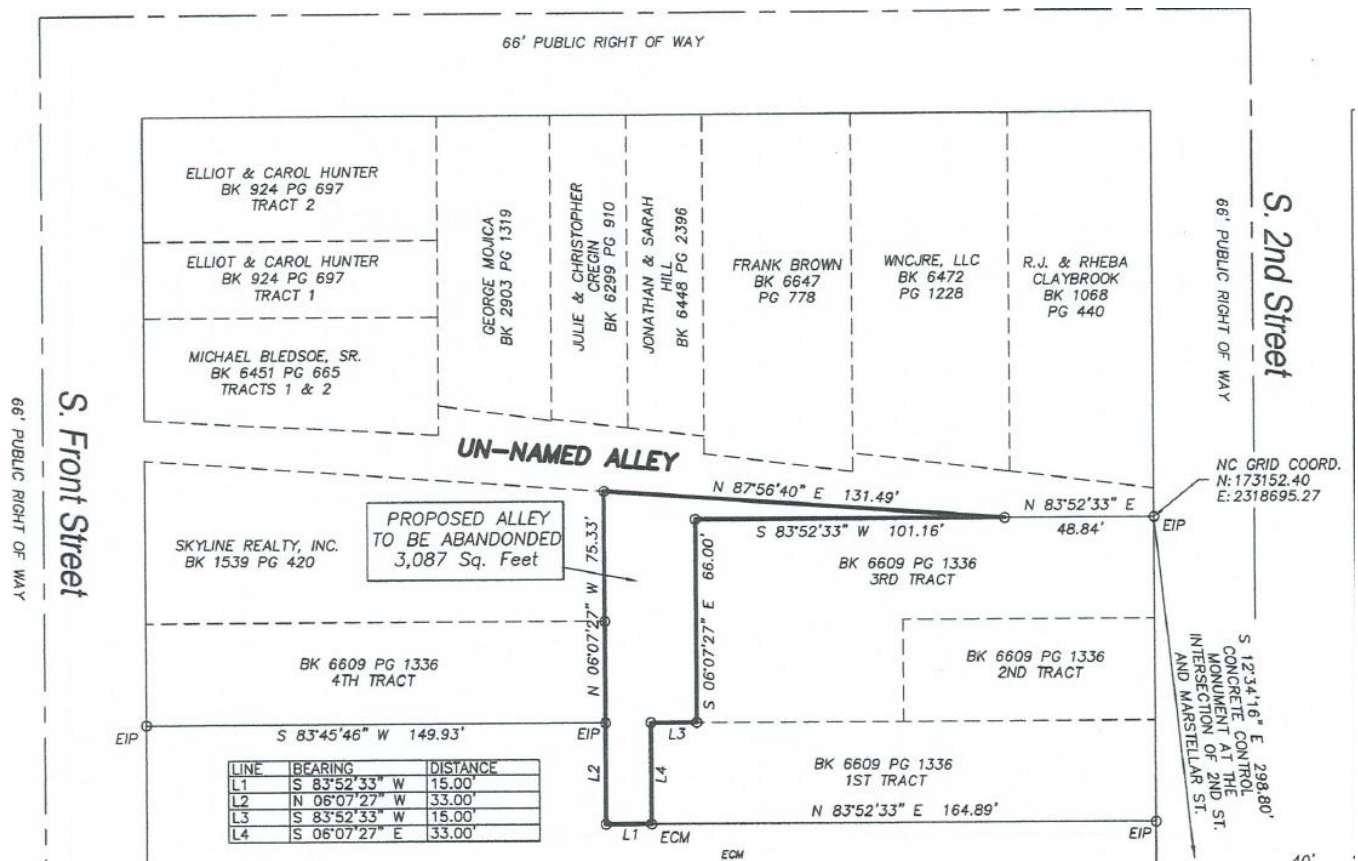 66' PUBLIC RIGHT OF WAY
ELLIOT & CAROL HUNTER
BK 924 PG 697
TRACT 2
ELLIOT & CAROL HUNTER
BK 924 PG 697
TRACT 1
MICHAEL BLEDSOE, SR.
BK 6451 PG 665
TRACTS 1 & 2
GEORGE MOJICA
BK 2903 PG 1319
JULIE & CHRISTOPHER
CREGIN
BK 6299 PG 910
JONATHAN & SARAH
HILL
BK 6448 PG 2396
FRANK BROWN
BK 6647
PG 778
WNCJRE, LLC
BK 6472
PG 1228
R.J. & RHEBA
CLAYBROOK
BK 1068
PG 440
S. 2nd Street
66' PUBLIC RIGHT OF WAY
S. Front Street
66' PUBLIC RIGHT OF WAY
UN-NAMED ALLEY
NC GRID COORD.
N: 173152.40
E: 2318695.27
EIP
N 87°56'40" E 131.49'
N 83°52'33" E
48.84'
S 83°52'33" W 101.16'
PROPOSED ALLEY
TO BE ABANDONDED
3,087 Sq. Feet
N 06°07'27" W 75.33'
S 06°07'27" E 66.00'
SKYLINE REALTY, INC.
BK 1539 PG 420
BK 6609 PG 1336
3RD TRACT
BK 6609 PG 1336
4TH TRACT
BK 6609 PG 1336
2ND TRACT
S 12°34'16" E 298.80'
CONCRETE CONTROL
MONUMENT AT THE
INTERSECTION OF 2ND ST.
AND MARSTELLAR ST.
EIP
S 83°45'46" W 149.93'
EIP
L3
L2
L4
BK 6609 PG 1336
1ST TRACT
N 83°52'33" E 164.89'
LINE BEARING DISTANCE
L1 S 83°52'33" W 15.00'
L2 N 06°07'27" W 33.00'
L3 S 83°52'33" W 15.00'
L4 S 06°07'27" E 33.00'
L1
ECM
EIP
ECM
40'